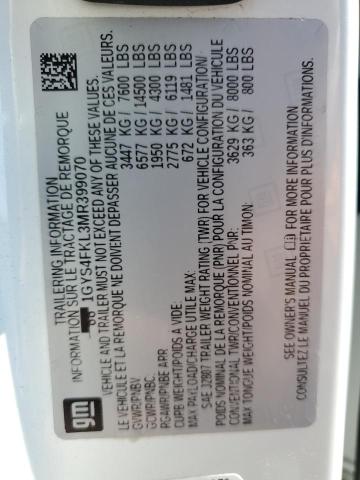 gm
TRAILERING INFORMATION
INFORMATION SUR LE TRACTAGE DE REMORQUE
1GYS4FKL3MR399070
VEHICLE AND TRAILER MUST NOT EXCEED ANY OF THESE VALUES.
LE VÉHICULE ET LA REMORQUE NE DOIVENT DÉPASSER AUCUNE DE CES VALEURS.
GVWR/PNBV 3447 KG / 7600 LBS
GCWR/PNBC. 6577 KG / 14500 LBS
RGAWR/PNBE APR 1950 KG / 4300 LBS
CURB WEIGHT/POIDS A VIDE: 2775 KG / 6119 LBS
MAX PAYLOAD/CHARGE UTILE MAX.: 672 KG / 1481 LBS
SAE J2807 TRAILER WEIGHT RATING (TWR) FOR VEHICLE CONFIGURATION/
POIDS NOMINAL DE LA REMORQUE (PNR) POUR LA CONFIGURATION DU VÉHICULE
CONVENTIONAL TWR/CONVENTIONNEL PNR: 3629 KG/ 8000 LBS
MAX TONGUE WEIGHT/POIDS AU TIMON MAX: 363 KG/ 800 LBS
SEE OWNER'S MANUAL FOR MORE INFORMATION
CONSULTEZ LE MANUEL DU PROPRIÉTAIRE POUR PLUS D'INFORMATIONS.